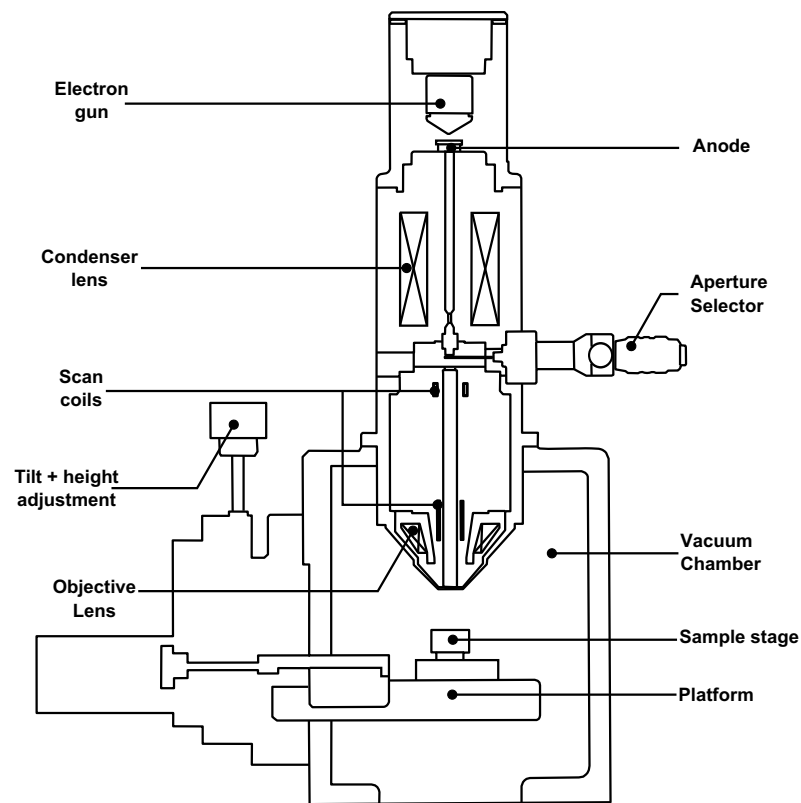 Electron
gun
Anode
Condenser
lens
Aperture
Selector
Scan
coils
Tilt + height
adjustment
Vacuum
Chamber
Objective
Lens
Sample stage
Platform